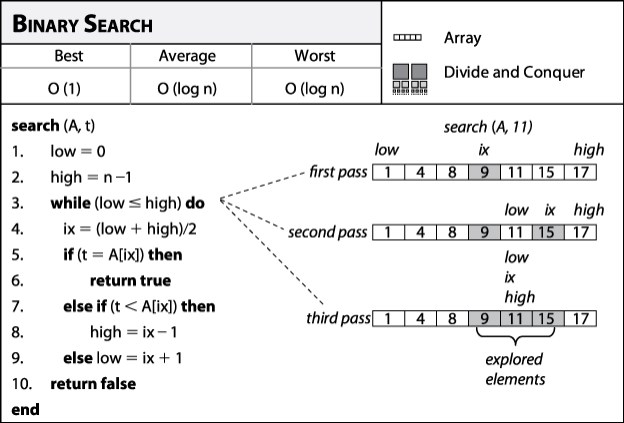 BINARY SEARCH
Best Average Worst
O (1) O (log n) O (log n)
Array
Divide and Conquer
search (A, t)
1. low = 0
2. high = n–1
3. while (low ≤ high) do
4. ix = (low + high)/2
5. if (t = A[ix]) then
6. return true
7. else if (t < A[ix]) then
8. high = ix – 1
9. else low = ix + 1
10. return false
end
search (A, 11)
low ix high
first pass 1 4 8 9 11 15 17
low ix high
second pass 1 4 8 9 11 15 17
low
ix
high
third pass 1 4 8 9 11 15 17
explored
elements